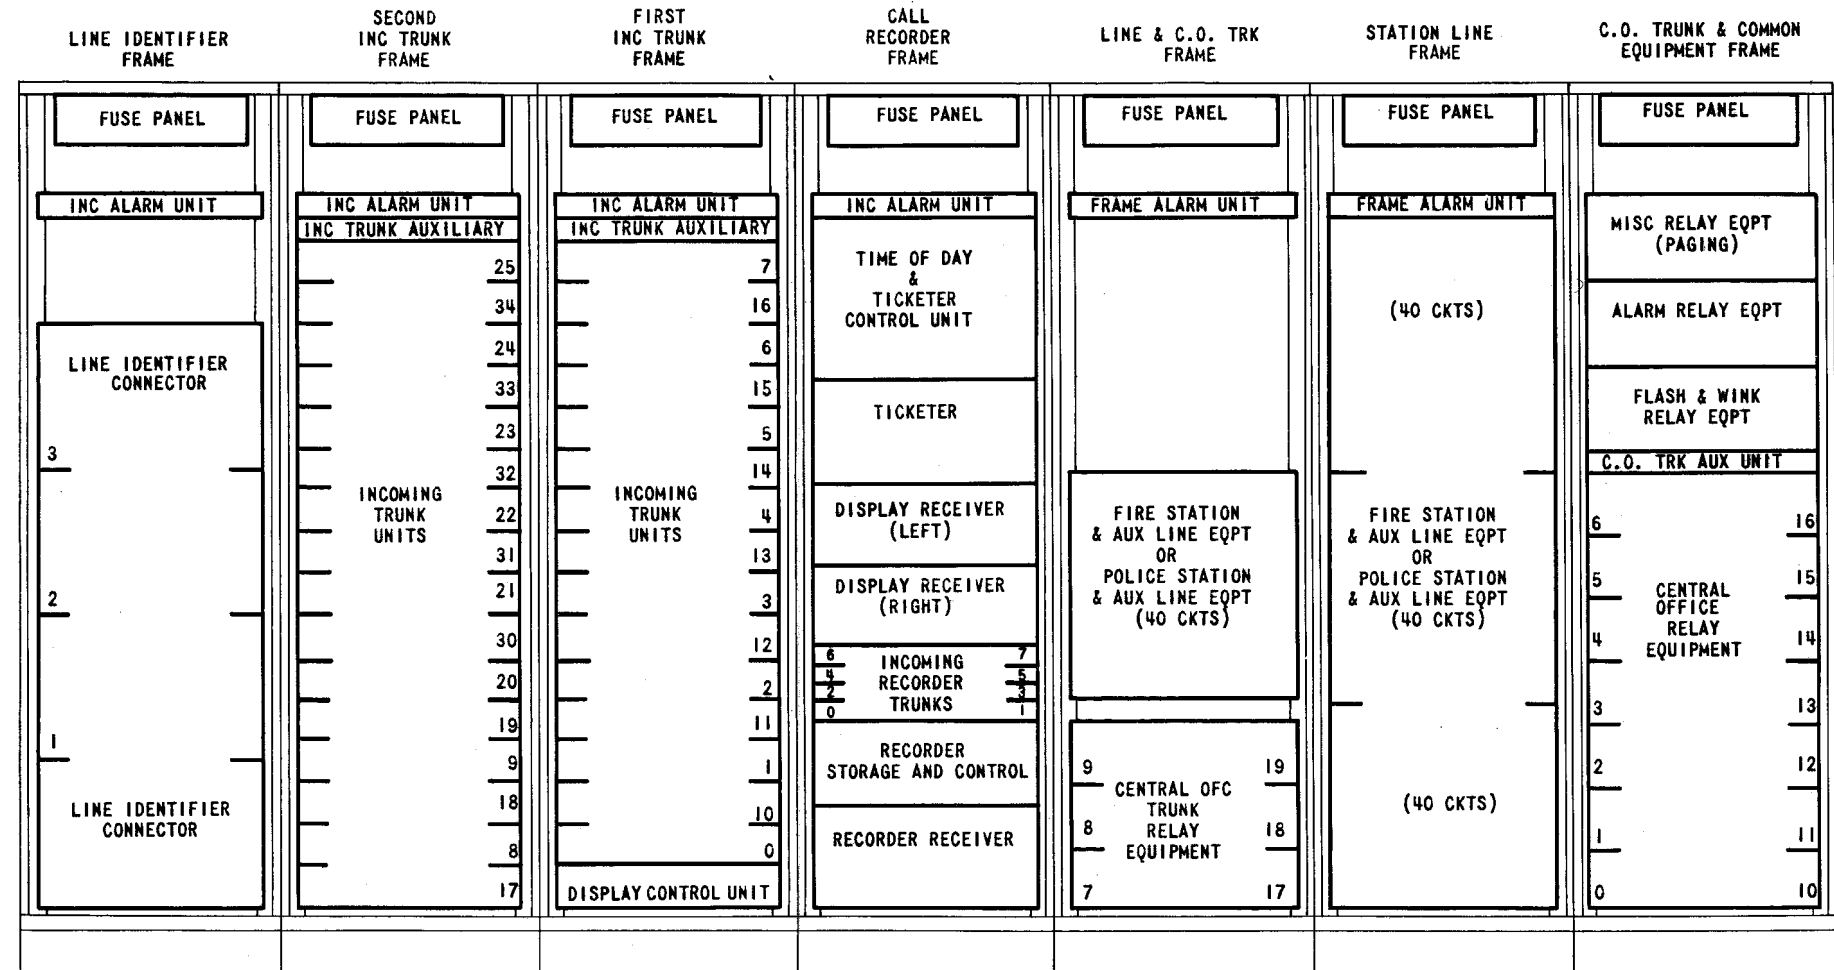 LINE IDENTIFIER
FRAME
FUSE PANEL
INC ALARM UNIT
LINE IDENTIFIER
CONNECTOR
3
2
1
LINE IDENTIFIER
CONNECTOR
SECOND
INC TRUNK
FRAME
FUSE PANEL
INC ALARM UNIT
INC TRUNK AUXILIARY
25
34
24
33
23
32
INCOMING
TRUNK
UNITS
22
31
21
30
20
19
9
18
8
17
FIRST
INC TRUNK
FRAME
FUSE PANEL
INC ALARM UNIT
INC TRUNK AUXILIARY
7
16
6
15
5
14
INCOMING
TRUNK
UNITS
4
13
3
12
2
11
1
10
0
DISPLAY CONTROL UNIT
CALL
RECORDER
FRAME
FUSE PANEL
INC ALARM UNIT
TIME OF DAY
&
TICKETER
CONTROL UNIT
TICKETER
DISPLAY RECEIVER
(LEFT)
DISPLAY RECEIVER
(RIGHT)
6 INCOMING 7
4 RECORDER 5
2 TRUNKS 3
0 1
RECORDER
STORAGE AND CONTROL
RECORDER RECEIVER
LINE & C.O. TRK
FRAME
FUSE PANEL
FRAME ALARM UNIT
FIRE STATION
& AUX LINE EQPT
OR
POLICE STATION
& AUX LINE EQPT
(40 CKTS)
9 19
CENTRAL OFC
TRUNK
8 RELAY 18
EQUIPMENT
7 17
STATION LINE
FRAME
FUSE PANEL
FRAME ALARM UNIT
(40 CKTS)
FIRE STATION
& AUX LINE EQPT
OR
POLICE STATION
& AUX LINE EQPT
(40 CKTS)
(40 CKTS)
C.O. TRUNK & COMMON
EQUIPMENT FRAME
FUSE PANEL
MISC RELAY EQPT
(PAGING)
ALARM RELAY EQPT
FLASH & WINK
RELAY EQPT
C.O. TRK AUX UNIT
6 16
5 15
CENTRAL
OFFICE
RELAY
4 14
EQUIPMENT
3 13
2 12
1 11
0 10